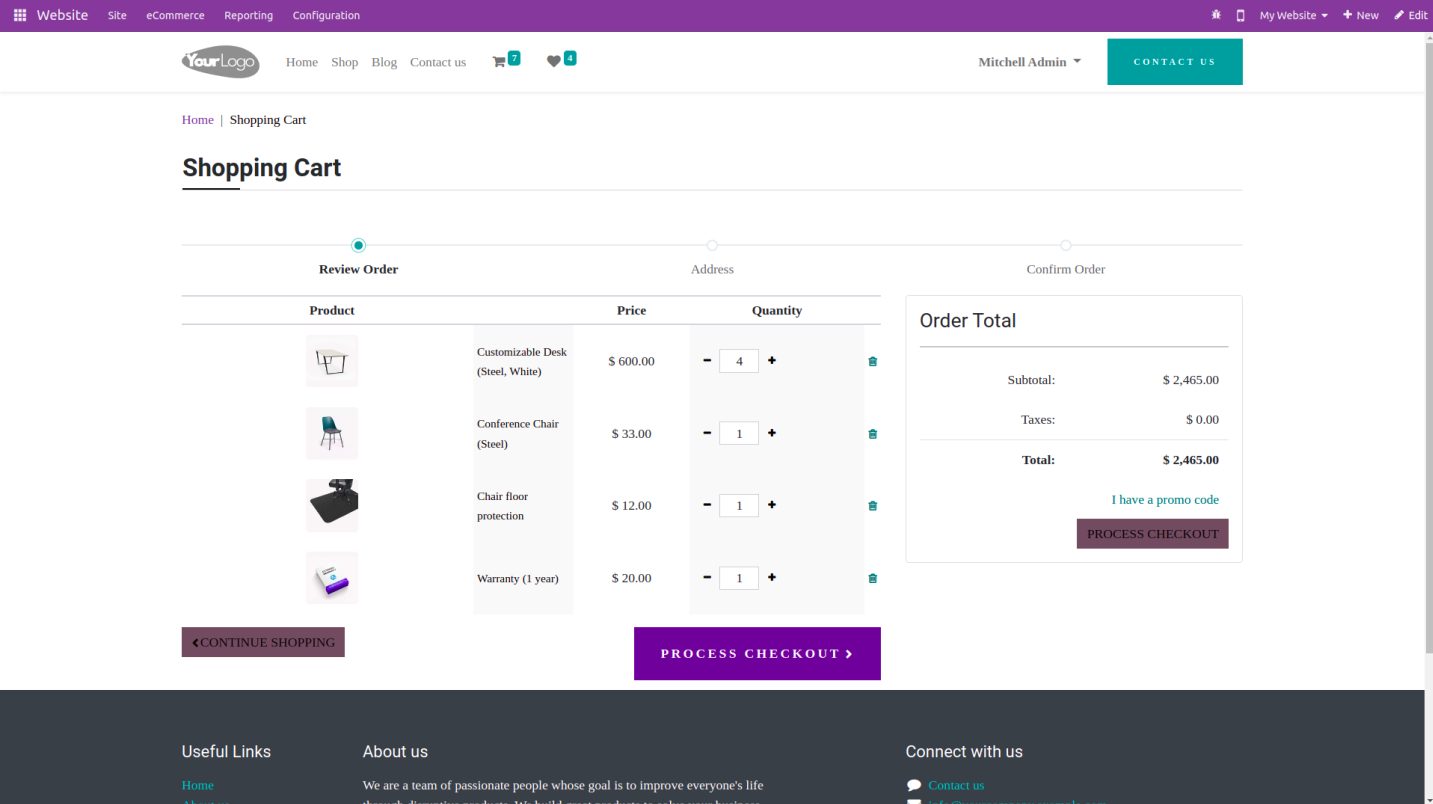 Website Site eCommerce Reporting Configuration My Website New Edit
YourLogo Home Shop Blog Contact us 7 4 Mitchell Admin CONTACT US
Home | Shopping Cart
Shopping Cart
Review Order Address Confirm Order
Product Price Quantity
Order Total
Customizable Desk
(Steel, White)
$ 600.00 4
Conference Chair
(Steel)
$ 33.00 1
Chair floor
protection
$ 12.00 1
Warranty (1 year) $ 20.00 1
Subtotal: $ 2,465.00
Taxes: $ 0.00
Total: $ 2,465.00
I have a promo code
PROCESS CHECKOUT
CONTINUE SHOPPING PROCESS CHECKOUT
Useful Links About us Connect with us
Home We are a team of passionate people whose goal is to improve everyone's life Contact us